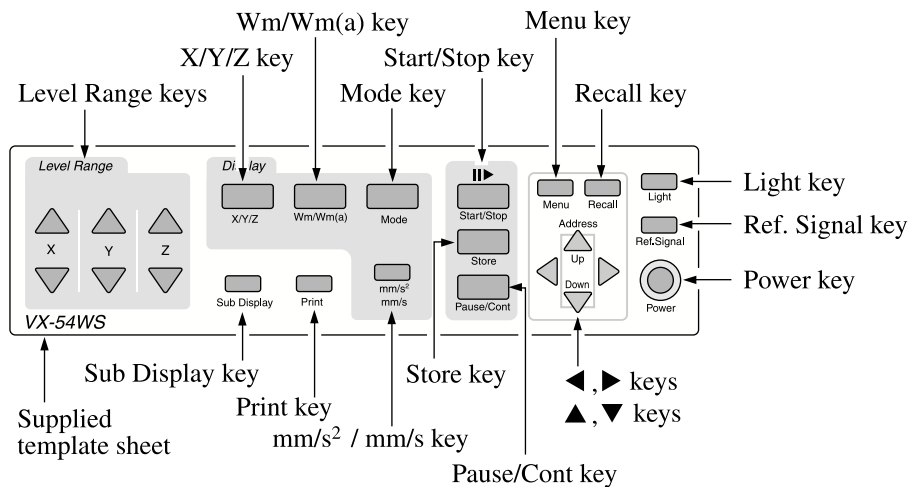 Wm/Wm(a) key
Menu key
X/Y/Z key
Start/Stop key
Level Range keys
Mode key
Recall key
Level Range
Di lay
X/Y/Z
Wm/Wm(a)
Mode
Start/Stop
Menu
Recall
Light
Light key
X
Y
Z
Store
Address
Up
Ref.Signal
Ref. Signal key
mm/s²
mm/s
Down
Power key
Sub Display
Print
Pause/Cont
Power
VX-54WS
Sub Display key
Store key
◀ , ▶ keys
▲ , ▼ keys
Supplied
template sheet
Print key
mm/s² / mm/s key
Pause/Cont key